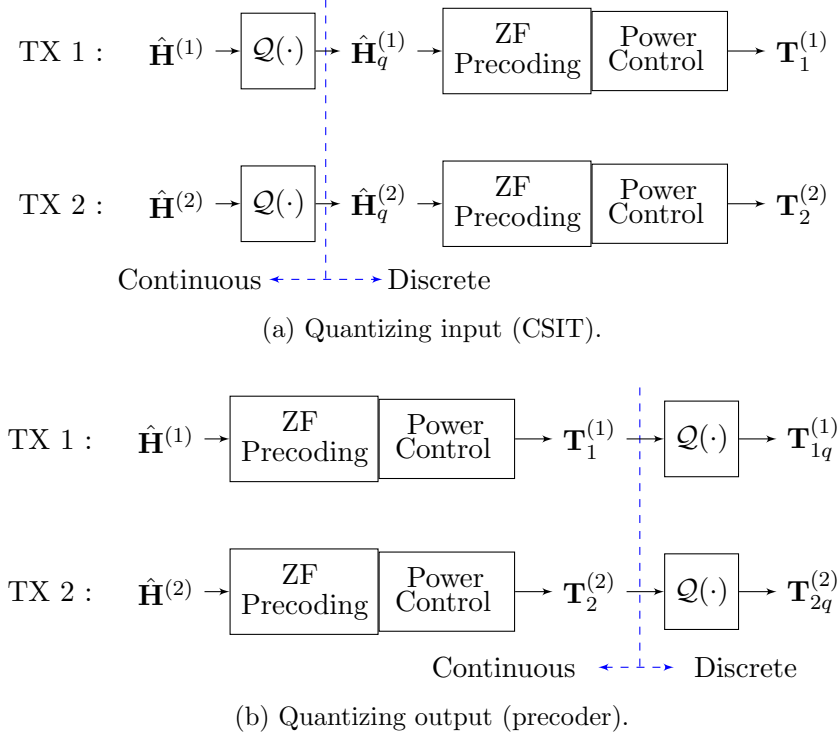 TX 1 : Ĥ^(1) Q(·) Ĥ_q^(1) ZF Precoding Power Control T_1^(1)
TX 2 : Ĥ^(2) Q(·) Ĥ_q^(2) ZF Precoding Power Control T_2^(2)
Continuous Discrete
(a) Quantizing input (CSIT).
TX 1 : Ĥ^(1) ZF Precoding Power Control T_1^(1) Q(·) T_1q^(1)
TX 2 : Ĥ^(2) ZF Precoding Power Control T_2^(2) Q(·) T_2q^(2)
Continuous Discrete
(b) Quantizing output (precoder).